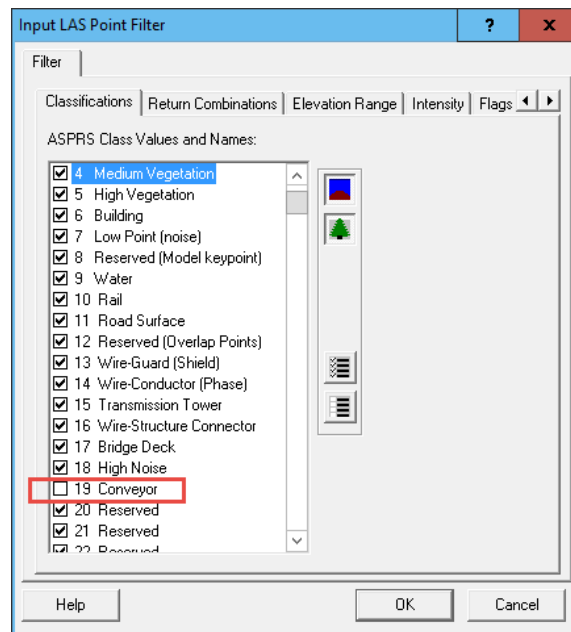 Input LAS Point Filter ? x
Filter
Classifications Return Combinations Elevation Range Intensity Flags
ASPRS Class Values and Names:
4 Medium Vegetation
5 High Vegetation
6 Building
7 Low Point (noise)
8 Reserved (Model keypoint)
9 Water
10 Rail
11 Road Surface
12 Reserved (Overlap Points)
13 Wire-Guard (Shield)
14 Wire-Conductor (Phase)
15 Transmission Tower
16 Wire-Structure Connector
17 Bridge Deck
18 High Noise
19 Conveyor
20 Reserved
21 Reserved
22 Reserved
Help OK Cancel